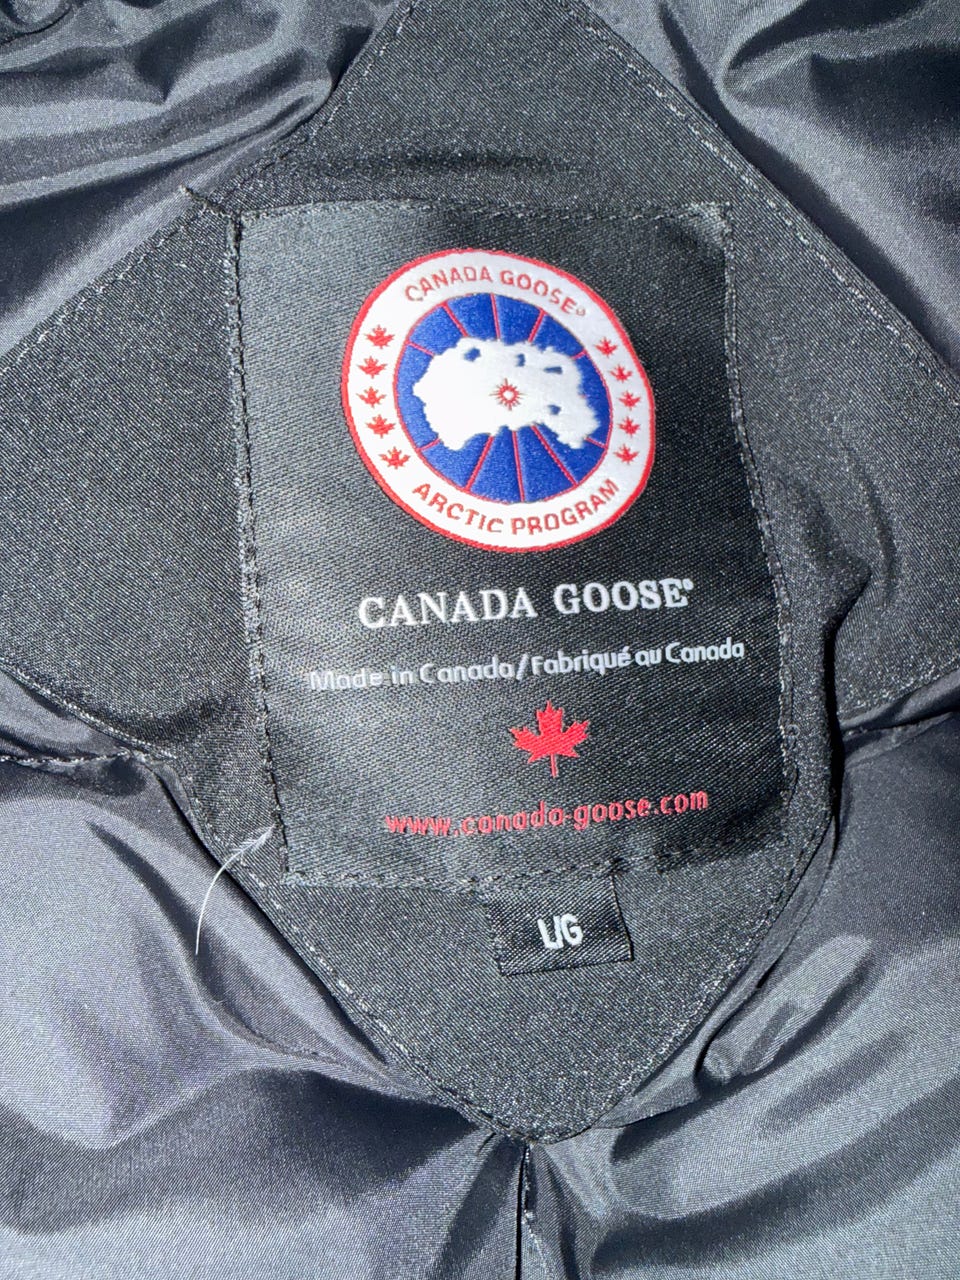 CANADA GOOSE®
ARCTIC PROGRAM
CANADA GOOSE®
Made in Canada/Fabriqué au Canada
www.canada-goose.com
L/G